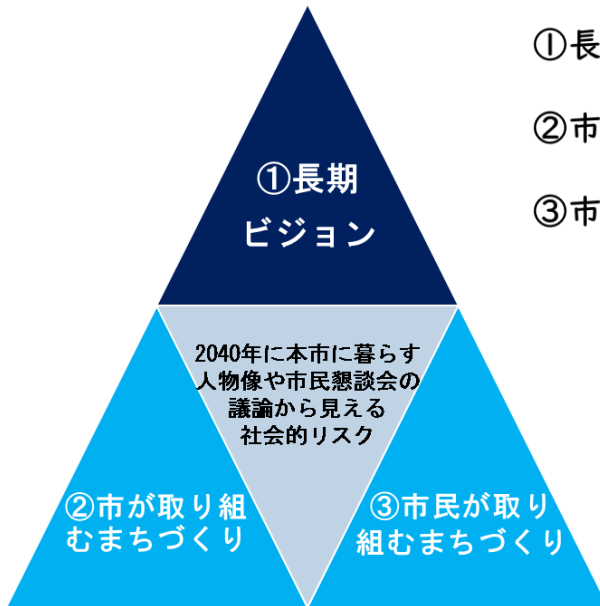 ①長期
ビジョン
2040年に本市に暮らす
人物像や市民懇談会の
議論から見える
社会的リスク
②市が取り組
むまちづくり
③市民が取り
組むまちづくり
①長
②市
③市